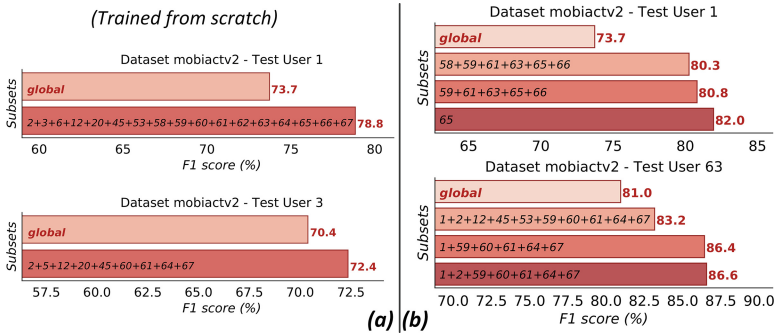 (Trained from scratch)
Dataset mobiactv2 - Test User 1
Subsets
global
73.7
2+3+6+12+20+45+53+58+59+60+61+62+63+64+65+66+67
78.8
60 65 70 75 80
F1 score (%)
Dataset mobiactv2 - Test User 3
Subsets
global
70.4
2+5+12+20+45+60+61+64+67
72.4
57.5 60.0 62.5 65.0 67.5 70.0 72.5
F1 score (%)
(a)
Dataset mobiactv2 - Test User 1
Subsets
global
73.7
58+59+61+63+65+66
80.3
59+61+63+65+66
80.8
65
82.0
65 70 75 80 85
F1 score (%)
Dataset mobiactv2 - Test User 63
Subsets
global
81.0
1+2+12+45+53+59+60+61+64+67
83.2
1+59+60+61+64+67
86.4
1+2+59+60+61+64+67
86.6
70.0 72.5 75.0 77.5 80.0 82.5 85.0 87.5 90.0
F1 score (%)
(b)